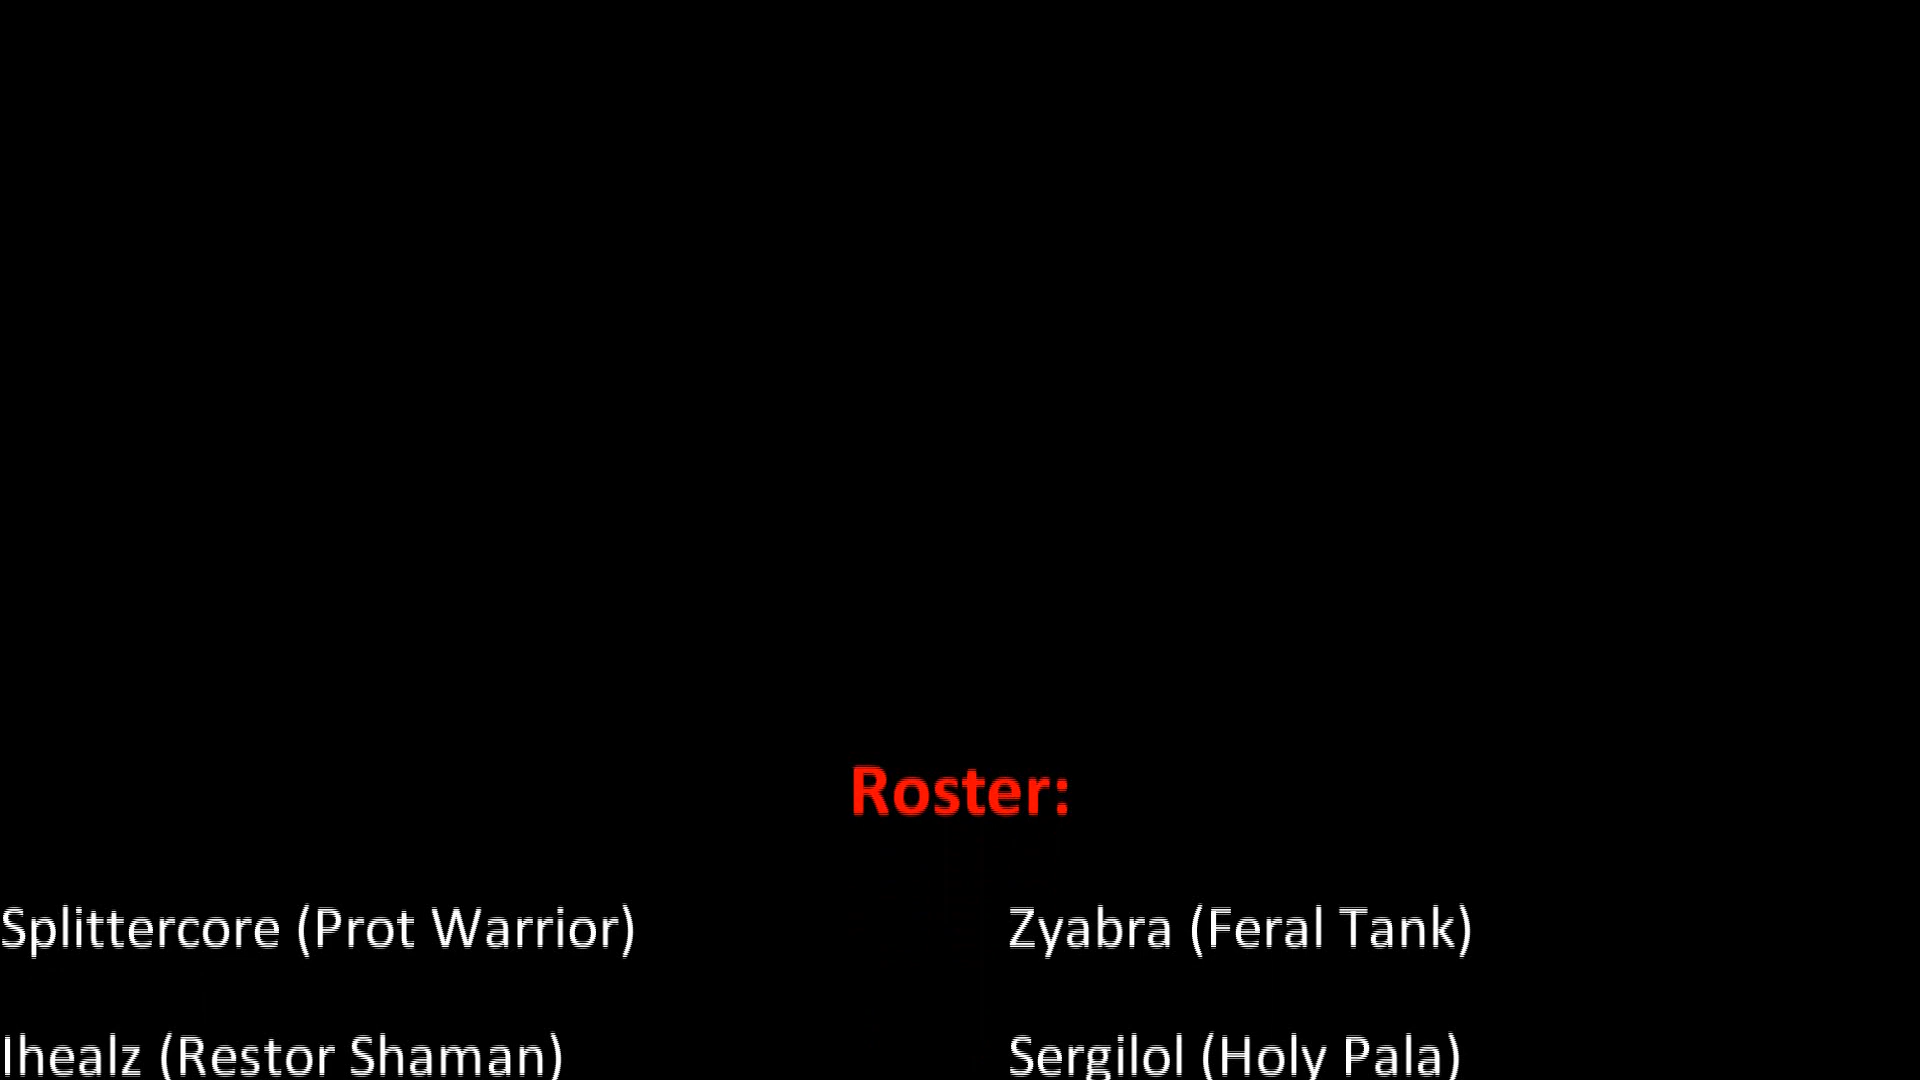 Roster:
Splittercore (Prot Warrior) Zyabra (Feral Tank)
Ihealz (Restor Shaman) Sergilol (Holy Pala)